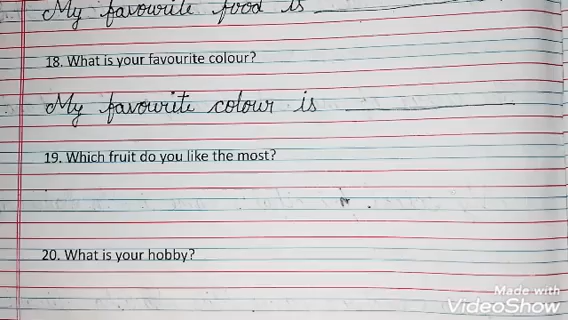 My favourite food is
18. What is your favourite colour?
My favourite colour is
19. Which fruit do you like the most?
20. What is your hobby?
Made with
VideoShow